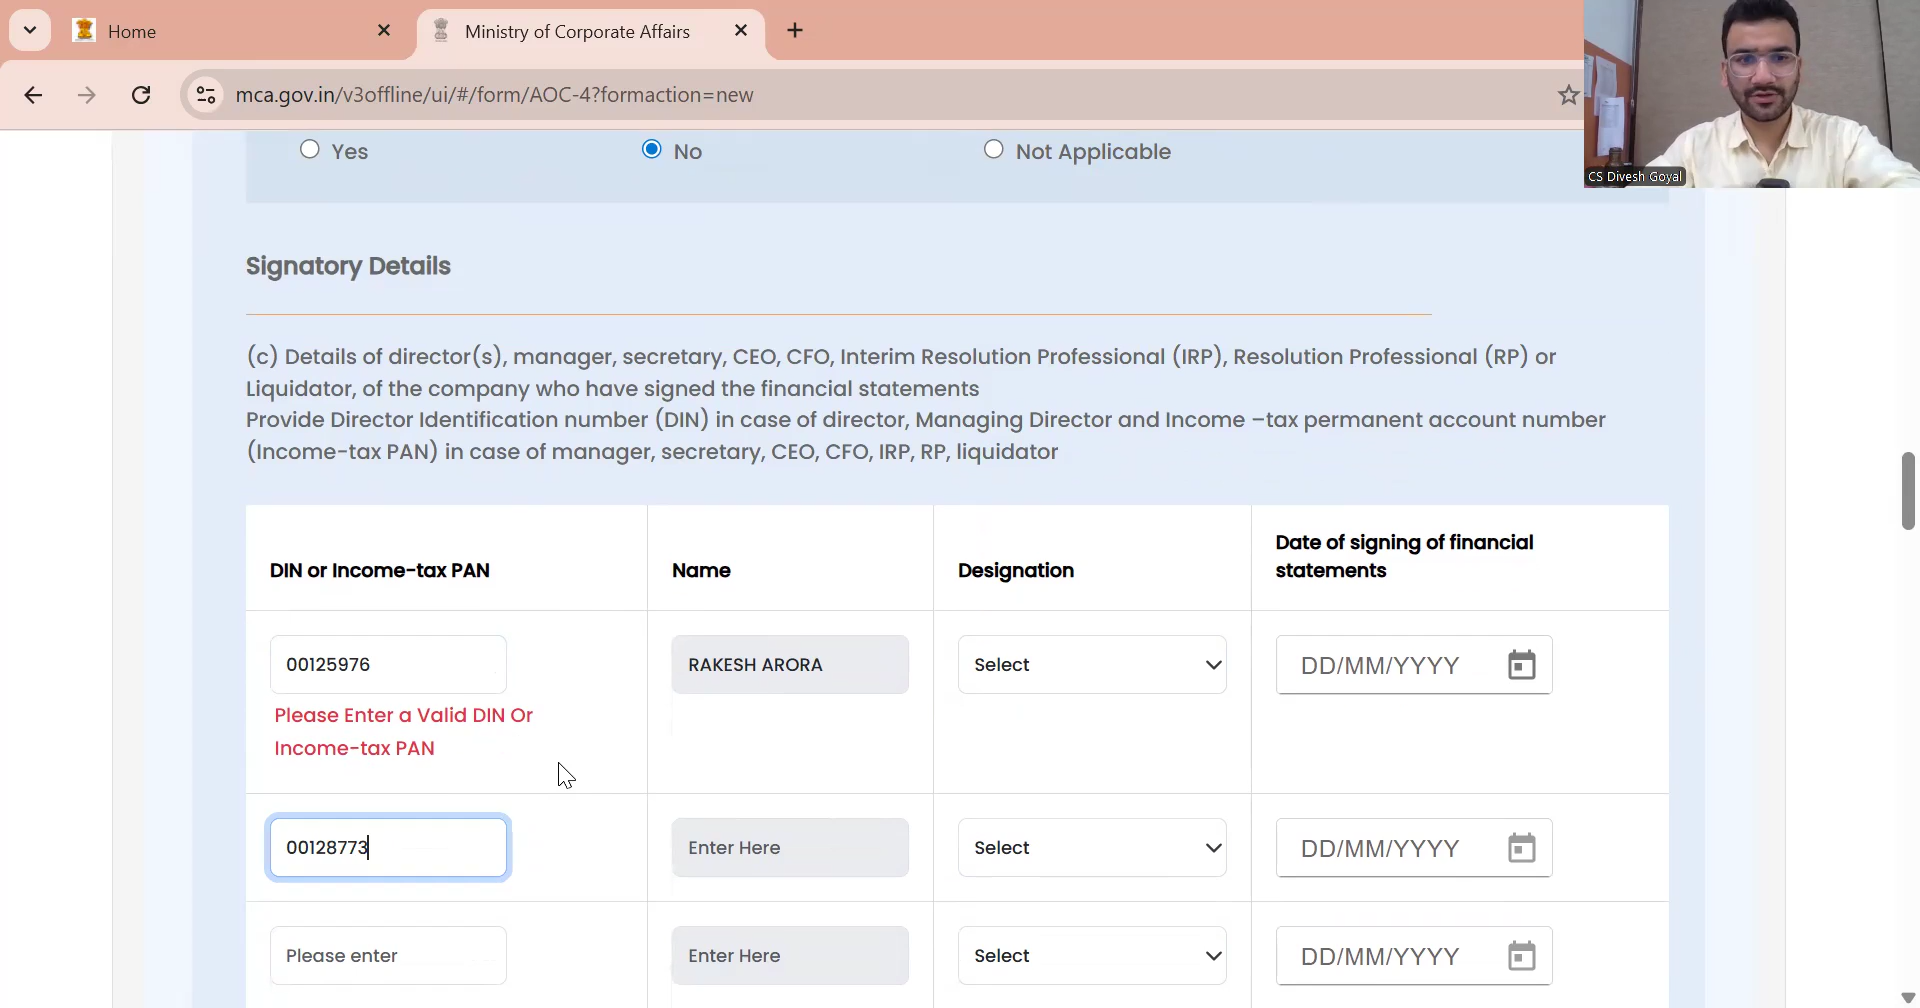 Home
Ministry of Corporate Affairs
mca.gov.in/v3offline/ui/#/form/AOC-4?formaction=new
CS Divesh Goyal
Yes
No
Not Applicable
Signatory Details
(c) Details of director(s), manager, secretary, CEO, CFO, Interim Resolution Professional (IRP), Resolution Professional (RP) or
Liquidator, of the company who have signed the financial statements
Provide Director Identification number (DIN) in case of director, Managing Director and Income –tax permanent account number
(Income-tax PAN) in case of manager, secretary, CEO, CFO, IRP, RP, liquidator
DIN or Income-tax PAN
Name
Designation
Date of signing of financial
statements
00125976
RAKESH ARORA
Select
DD/MM/YYYY
Please Enter a Valid DIN Or
Income-tax PAN
00128773
Enter Here
Select
DD/MM/YYYY
Please enter
Enter Here
Select
DD/MM/YYYY